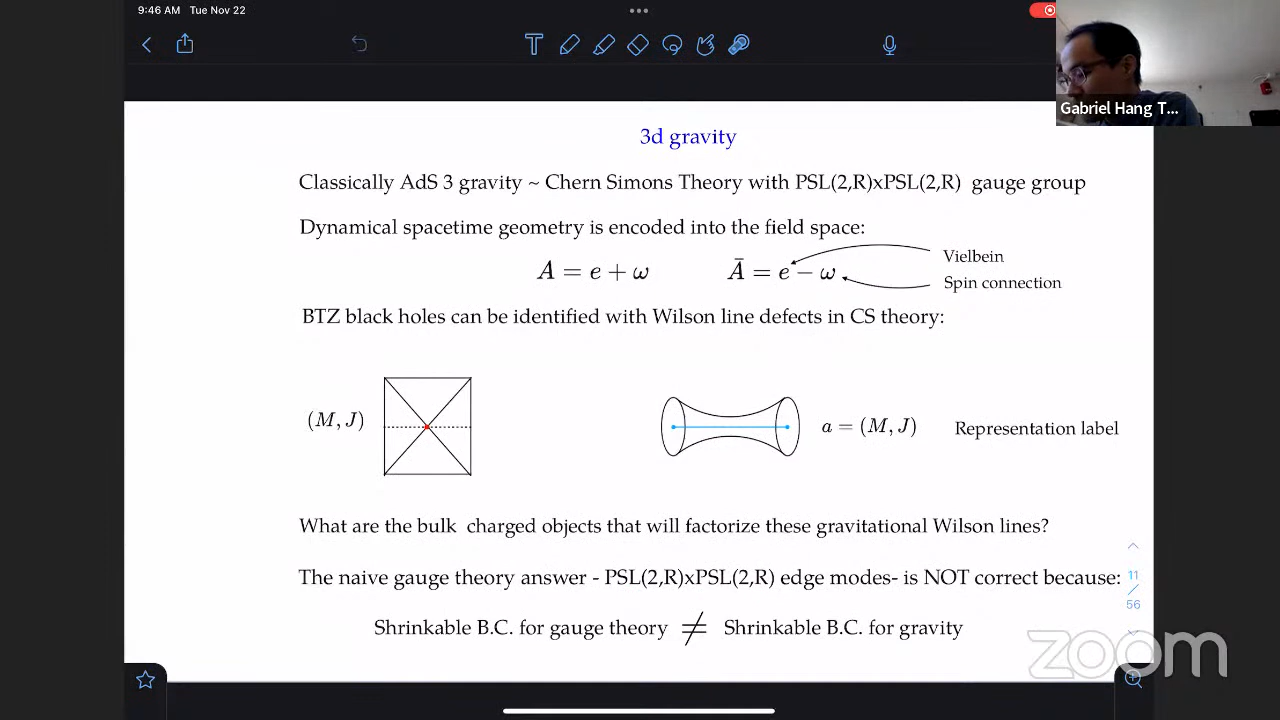 9:46 AM Tue Nov 22
Gabriel Hang T...
3d gravity
Classically AdS 3 gravity ~ Chern Simons Theory with PSL(2,R)xPSL(2,R) gauge group
Dynamical spacetime geometry is encoded into the field space:
A = e + ω
Ā = e − ω
Vielbein
Spin connection
BTZ black holes can be identified with Wilson line defects in CS theory:
(M, J)
a = (M, J)
Representation label
What are the bulk charged objects that will factorize these gravitational Wilson lines?
The naive gauge theory answer - PSL(2,R)xPSL(2,R) edge modes- is NOT correct because:
11
/
56
Shrinkable B.C. for gauge theory ≠ Shrinkable B.C. for gravity
zoom